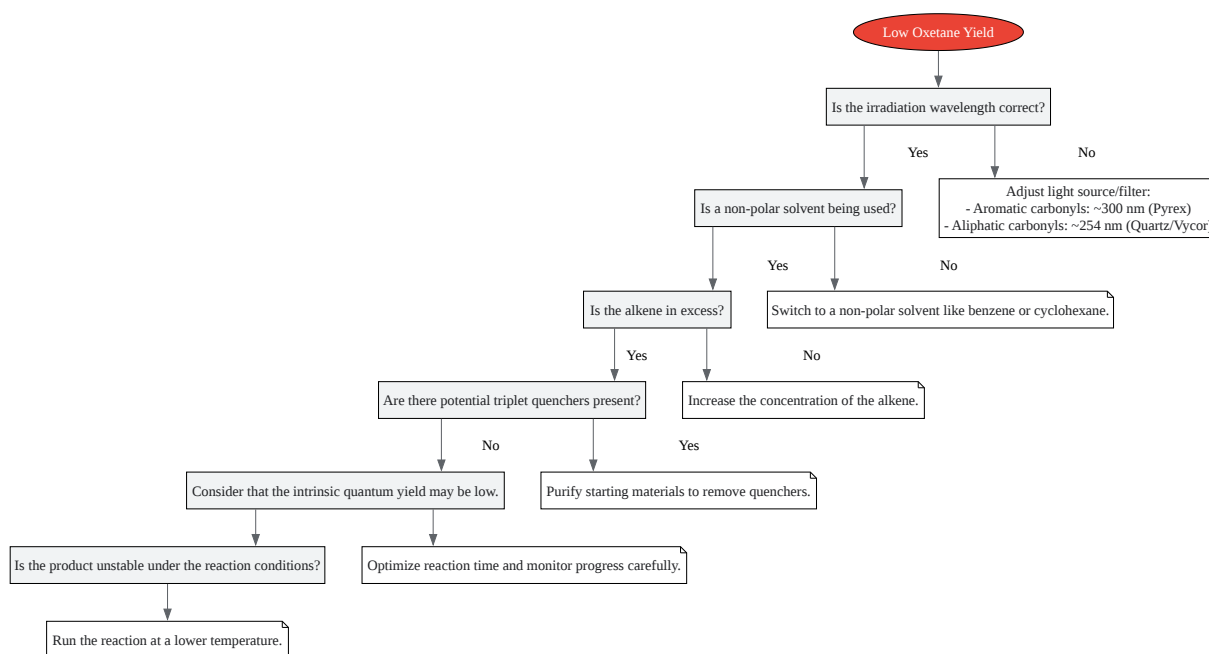 Low Oxetane Yield
Is the irradiation wavelength correct?
Yes
No
Is a non-polar solvent being used?
Adjust light source/filter:
- Aromatic carbonyls: ~300 nm (Pyrex)
- Aliphatic carbonyls: ~254 nm (Quartz/Vycor)
Yes
No
Is the alkene in excess?
Switch to a non-polar solvent like benzene or cyclohexane.
Yes
No
Are there potential triplet quenchers present?
Increase the concentration of the alkene.
No
Yes
Consider that the intrinsic quantum yield may be low.
Purify starting materials to remove quenchers.
Is the product unstable under the reaction conditions?
Optimize reaction time and monitor progress carefully.
Run the reaction at a lower temperature.